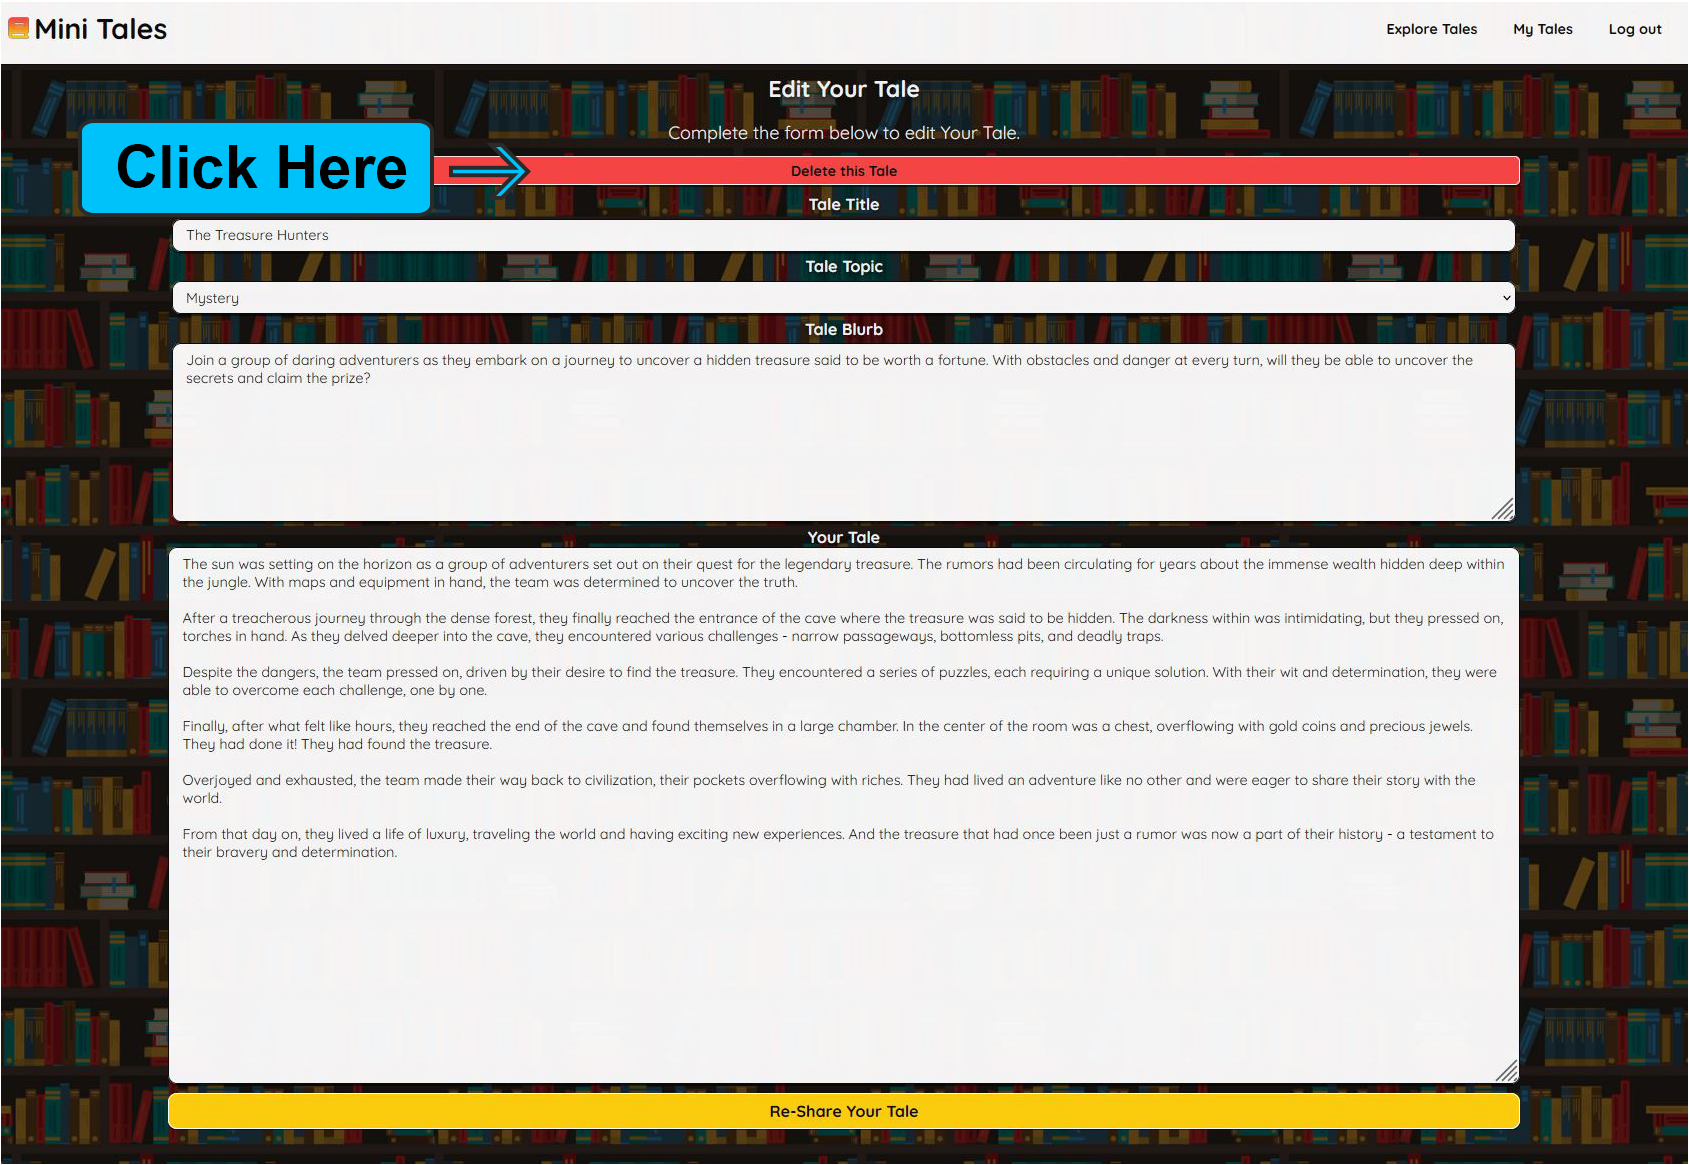 Mini Tales
Explore Tales
My Tales
Log out
Edit Your Tale
Complete the form below to edit Your Tale.
Click Here
Delete this Tale
Tale Title
The Treasure Hunters
Tale Topic
Mystery
Tale Blurb
Join a group of daring adventurers as they embark on a journey to uncover a hidden treasure said to be worth a fortune. With obstacles and danger at every turn, will they be able to uncover the
secrets and claim the prize?
Your Tale
The sun was setting on the horizon as a group of adventurers set out on their quest for the legendary treasure. The rumors had been circulating for years about the immense wealth hidden deep within
the jungle. With maps and equipment in hand, the team was determined to uncover the truth.
After a treacherous journey through the dense forest, they finally reached the entrance of the cave where the treasure was said to be hidden. The darkness within was intimidating, but they pressed on,
torches in hand. As they delved deeper into the cave, they encountered various challenges - narrow passageways, bottomless pits, and deadly traps.
Despite the dangers, the team pressed on, driven by their desire to find the treasure. They encountered a series of puzzles, each requiring a unique solution. With their wit and determination, they were
able to overcome each challenge, one by one.
Finally, after what felt like hours, they reached the end of the cave and found themselves in a large chamber. In the center of the room was a chest, overflowing with gold coins and precious jewels.
They had done it! They had found the treasure.
Overjoyed and exhausted, the team made their way back to civilization, their pockets overflowing with riches. They had lived an adventure like no other and were eager to share their story with the
world.
From that day on, they lived a life of luxury, traveling the world and having exciting new experiences. And the treasure that had once been just a rumor was now a part of their history - a testament to
their bravery and determination.
Re-Share Your Tale